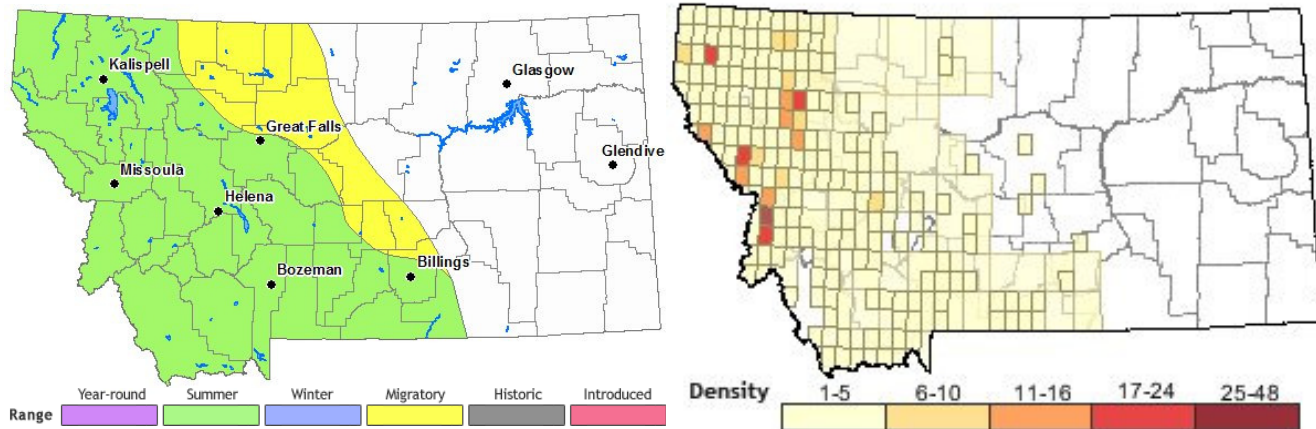 Kalispell
Glasgow
Great Falls
Glendive
Missoula
Helena
Bozeman
Billings
Year-round Summer Winter Migratory Historic Introduced
Range
Density 1-5 6-10 11-16 17-24 25-48